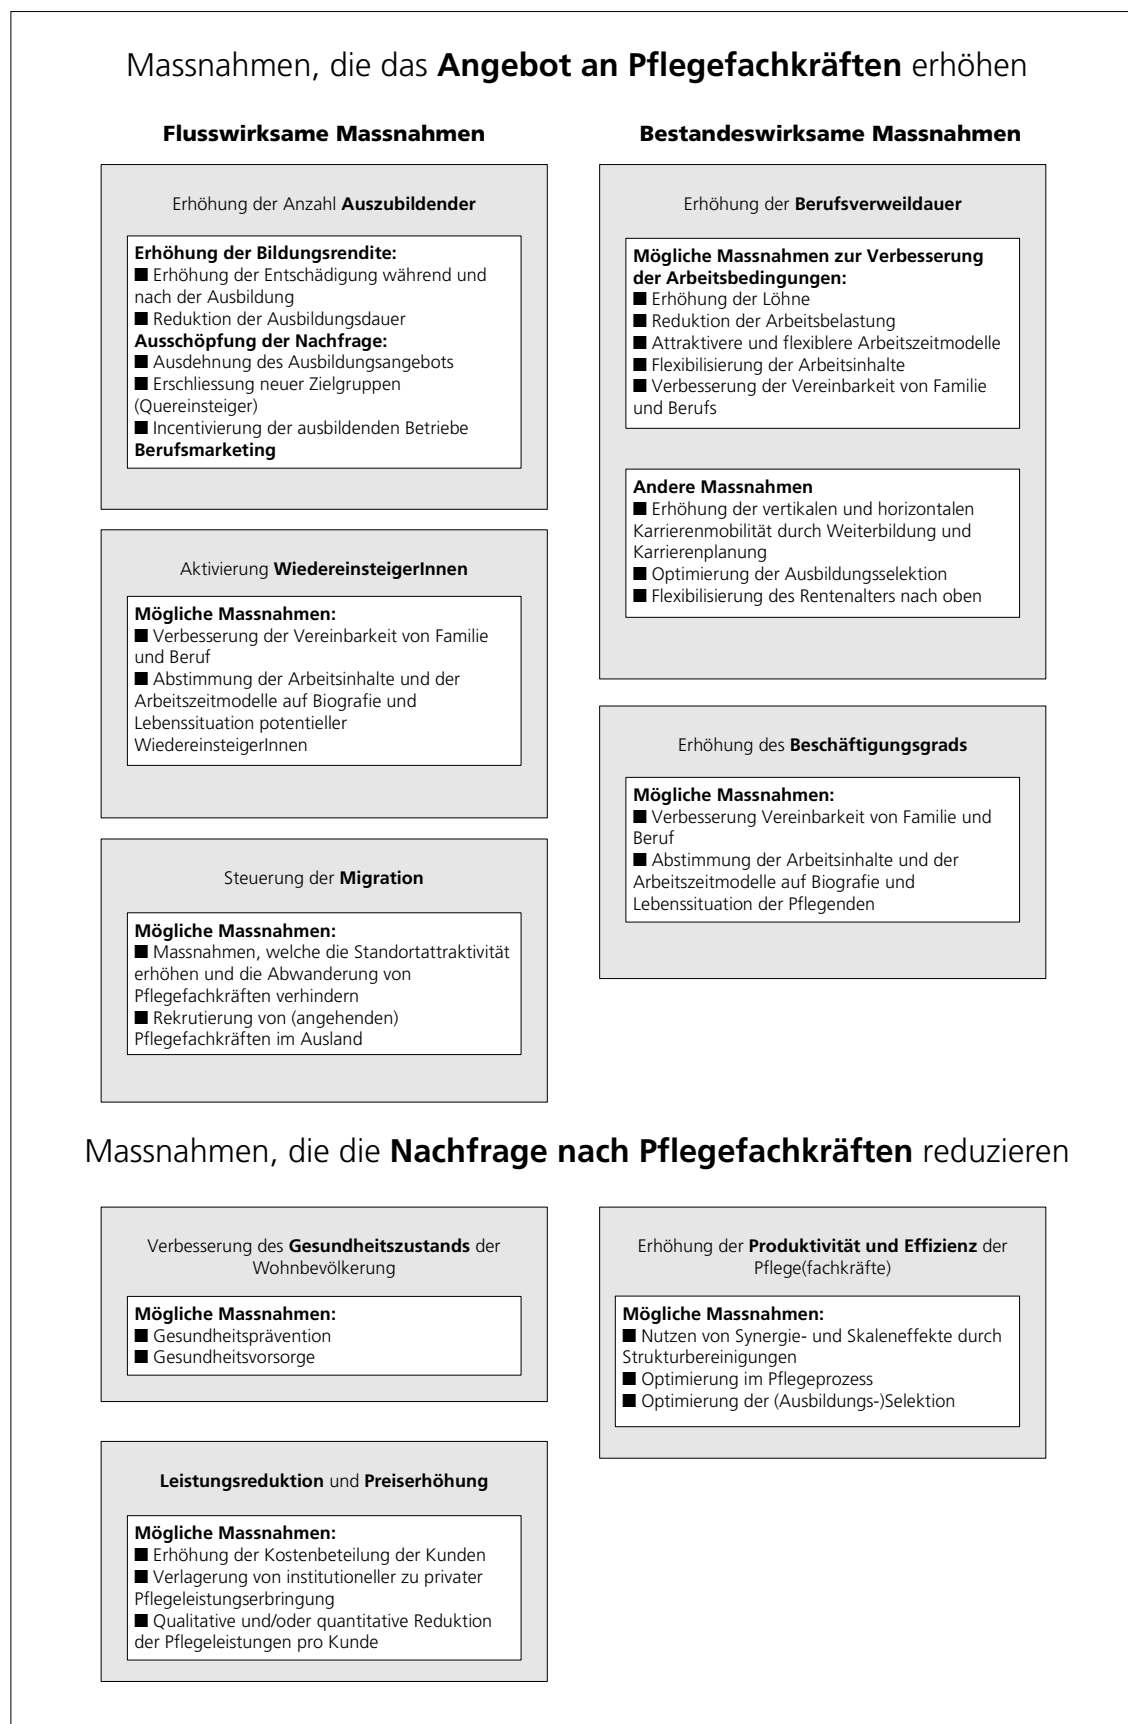 Massnahmen, die das Angebot an Pflegefachkräften erhöhen
Flusswirksame Massnahmen
Erhöhung der Anzahl Auszubildender
Erhöhung der Bildungsrendite:
■ Erhöhung der Entschädigung während und
nach der Ausbildung
■ Reduktion der Ausbildungsdauer
Ausschöpfung der Nachfrage:
■ Ausdehnung des Ausbildungsangebots
■ Erschliessung neuer Zielgruppen
(Quereinsteiger)
■ Incentivierung der ausbildenden Betriebe
Berufsmarketing
Aktivierung WiedereinsteigerInnen
Mögliche Massnahmen:
■ Verbesserung der Vereinbarkeit von Familie
und Beruf
■ Abstimmung der Arbeitsinhalte und der
Arbeitszeitmodelle auf Biografie und
Lebenssituation potentieller
WiedereinsteigerInnen
Steuerung der Migration
Mögliche Massnahmen:
■ Massnahmen, welche die Standortattraktivität
erhöhen und die Abwanderung von
Pflegefachkräften verhindern
■ Rekrutierung von (angehenden)
Pflegefachkräften im Ausland
Bestandeswirksame Massnahmen
Erhöhung der Berufsverweildauer
Mögliche Massnahmen zur Verbesserung
der Arbeitsbedingungen:
■ Erhöhung der Löhne
■ Reduktion der Arbeitsbelastung
■ Attraktivere und flexiblere Arbeitszeitmodelle
■ Flexibilisierung der Arbeitsinhalte
■ Verbesserung der Vereinbarkeit von Familie
und Berufs
Andere Massnahmen
■ Erhöhung der vertikalen und horizontalen
Karrierenmobilität durch Weiterbildung und
Karrierenplanung
■ Optimierung der Ausbildungsselektion
■ Flexibilisierung des Rentenalters nach oben
Erhöhung des Beschäftigungsgrads
Mögliche Massnahmen:
■ Verbesserung Vereinbarkeit von Familie und
Beruf
■ Abstimmung der Arbeitsinhalte und der
Arbeitszeitmodelle auf Biografie und
Lebenssituation der Pflegenden
Massnahmen, die die Nachfrage nach Pflegefachkräften reduzieren
Verbesserung des Gesundheitszustands der
Wohnbevölkerung
Mögliche Massnahmen:
■ Gesundheitsprävention
■ Gesundheitsvorsorge
Leistungsreduktion und Preiserhöhung
Mögliche Massnahmen:
■ Erhöhung der Kostenbeteilung der Kunden
■ Verlagerung von institutioneller zu privater
Pflegeleistungserbringung
■ Qualitative und/oder quantitative Reduktion
der Pflegeleistungen pro Kunde
Erhöhung der Produktivität und Effizienz der
Pflege(fachkräfte)
Mögliche Massnahmen:
■ Nutzen von Synergie- und Skaleneffekte durch
Strukturbereinigungen
■ Optimierung im Pflegeprozess
■ Optimierung der (Ausbildungs-)Selektion